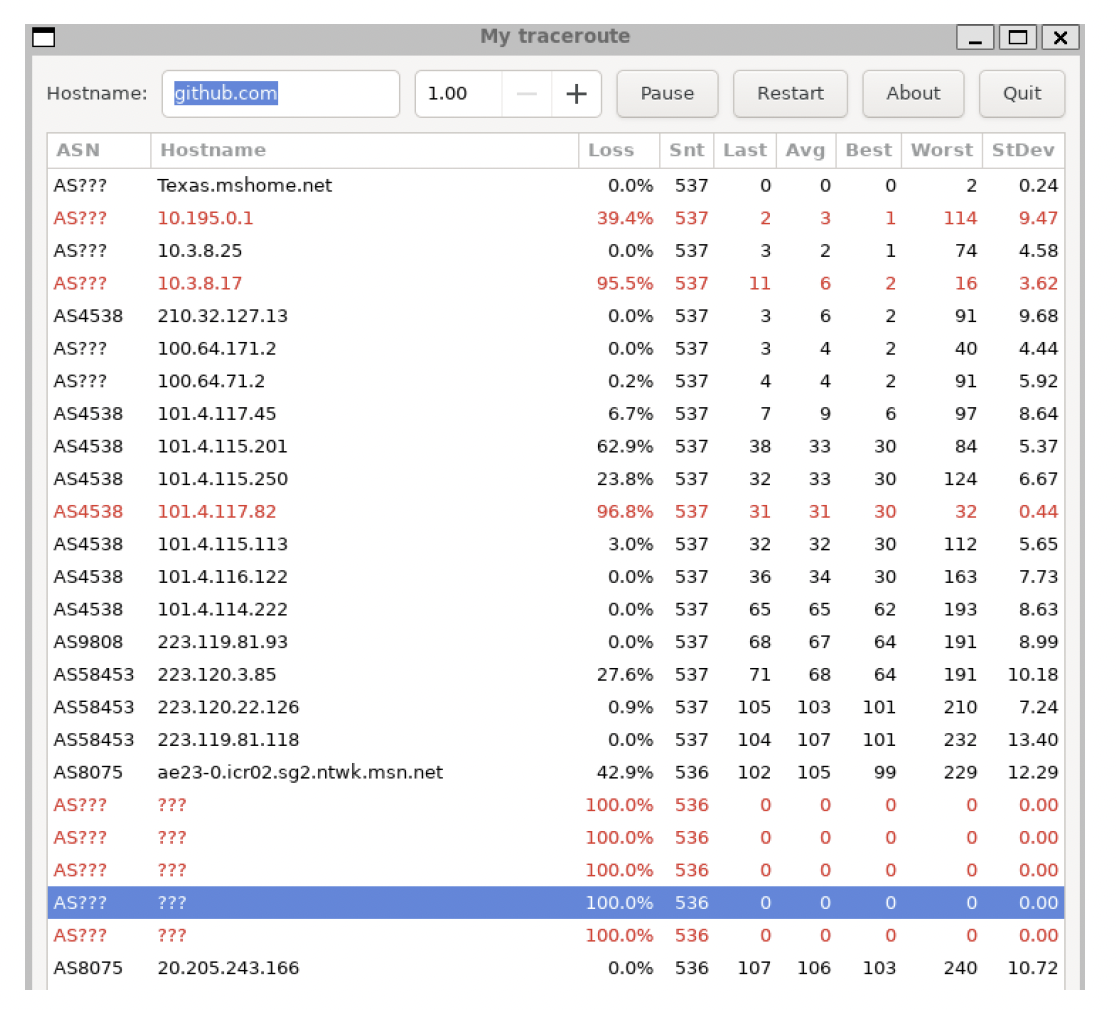 My traceroute
Hostname: github.com 1.00 — + Pause Restart About Quit
ASN Hostname Loss Snt Last Avg Best Worst StDev
AS??? Texas.mshome.net 0.0% 537 0 0 0 2 0.24
AS??? 10.195.0.1 39.4% 537 2 3 1 114 9.47
AS??? 10.3.8.25 0.0% 537 3 2 1 74 4.58
AS??? 10.3.8.17 95.5% 537 11 6 2 16 3.62
AS4538 210.32.127.13 0.0% 537 3 6 2 91 9.68
AS??? 100.64.171.2 0.0% 537 3 4 2 40 4.44
AS??? 100.64.71.2 0.2% 537 4 4 2 91 5.92
AS4538 101.4.117.45 6.7% 537 7 9 6 97 8.64
AS4538 101.4.115.201 62.9% 537 38 33 30 84 5.37
AS4538 101.4.115.250 23.8% 537 32 33 30 124 6.67
AS4538 101.4.117.82 96.8% 537 31 31 30 32 0.44
AS4538 101.4.115.113 3.0% 537 32 32 30 112 5.65
AS4538 101.4.116.122 0.0% 537 36 34 30 163 7.73
AS4538 101.4.114.222 0.0% 537 65 65 62 193 8.63
AS9808 223.119.81.93 0.0% 537 68 67 64 191 8.99
AS58453 223.120.3.85 27.6% 537 71 68 64 191 10.18
AS58453 223.120.22.126 0.9% 537 105 103 101 210 7.24
AS58453 223.119.81.118 0.0% 537 104 107 101 232 13.40
AS8075 ae23-0.icr02.sg2.ntwk.msn.net 42.9% 536 102 105 99 229 12.29
AS??? ??? 100.0% 536 0 0 0 0 0.00
AS??? ??? 100.0% 536 0 0 0 0 0.00
AS??? ??? 100.0% 536 0 0 0 0 0.00
AS??? ??? 100.0% 536 0 0 0 0 0.00
AS??? ??? 100.0% 536 0 0 0 0 0.00
AS8075 20.205.243.166 0.0% 536 107 106 103 240 10.72